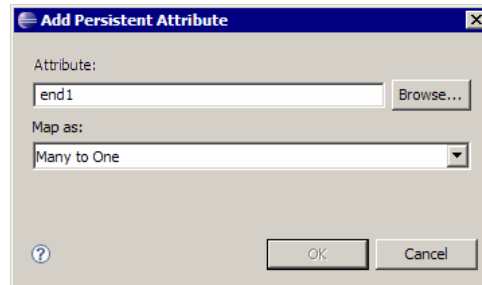 Add Persistent Attribute
Attribute:
end1
Browse...
Map as:
Many to One
OK
Cancel